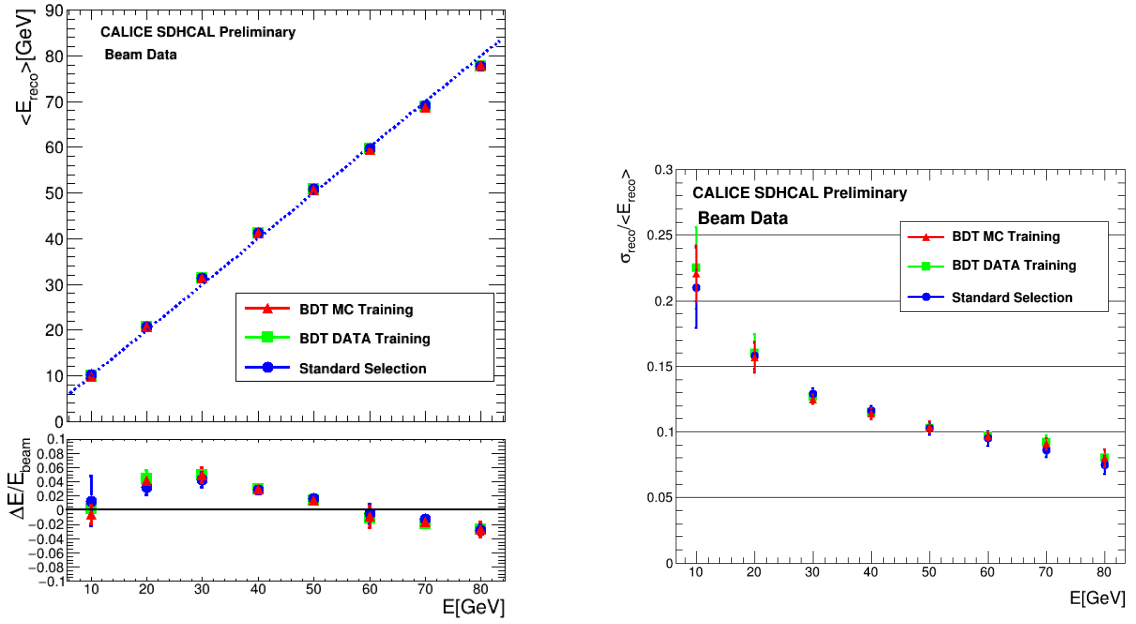 CALICE SDHCAL Preliminary
Beam Data
<E_reco>[GeV]
90
80
70
60
50
40
30
20
10
0
BDT MC Training
BDT DATA Training
Standard Selection
ΔE/E_beam
0.1
0.08
0.06
0.04
0.02
0
−0.02
−0.04
−0.06
−0.08
−0.1
10 20 30 40 50 60 70 80
E[GeV]
σ_reco/<E_reco>
0.3
0.25
0.2
0.15
0.1
0.05
0
CALICE SDHCAL Preliminary
Beam Data
BDT MC Training
BDT DATA Training
Standard Selection
10 20 30 40 50 60 70 80
E[GeV]